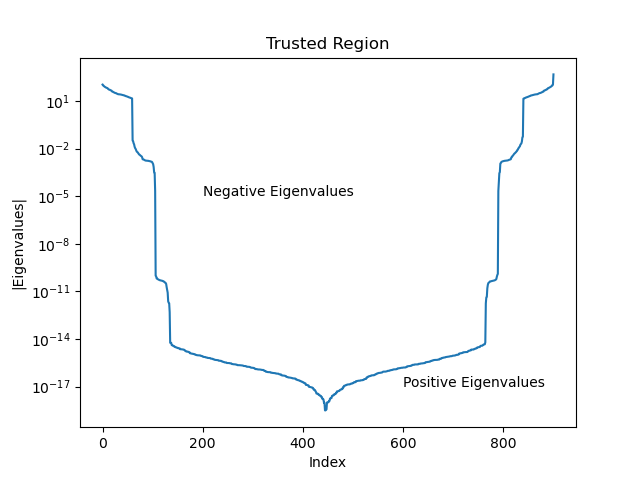 Trusted Region
10^1
10^-2
10^-5
10^-8
10^-11
10^-14
10^-17
|Eigenvalues|
Negative Eigenvalues
Positive Eigenvalues
0 200 400 600 800
Index